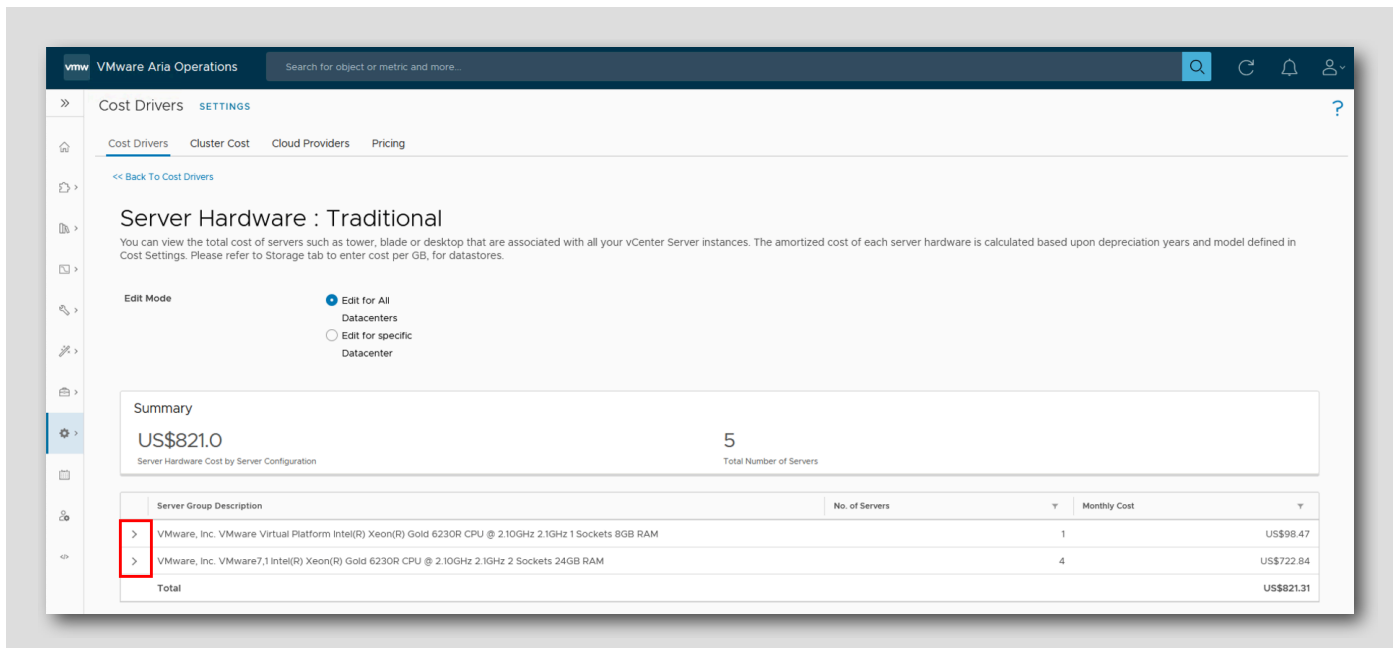 vmw VMware Aria Operations Search for object or metric and more...
Cost Drivers SETTINGS ?
Cost Drivers Cluster Cost Cloud Providers Pricing
<< Back To Cost Drivers
Server Hardware : Traditional
You can view the total cost of servers such as tower, blade or desktop that are associated with all your vCenter Server instances. The amortized cost of each server hardware is calculated based upon depreciation years and model defined in
Cost Settings. Please refer to Storage tab to enter cost per GB, for datastores.
Edit Mode Edit for All
Datacenters
Edit for specific
Datacenter
Summary
US$821.0 5
Server Hardware Cost by Server Configuration Total Number of Servers
Server Group Description No. of Servers Monthly Cost
VMware, Inc. VMware Virtual Platform Intel(R) Xeon(R) Gold 6230R CPU @ 2.10GHz 2.1GHz 1 Sockets 8GB RAM 1 US$98.47
VMware, Inc. VMware7,1 Intel(R) Xeon(R) Gold 6230R CPU @ 2.10GHz 2.1GHz 2 Sockets 24GB RAM 4 US$722.84
Total US$821.31